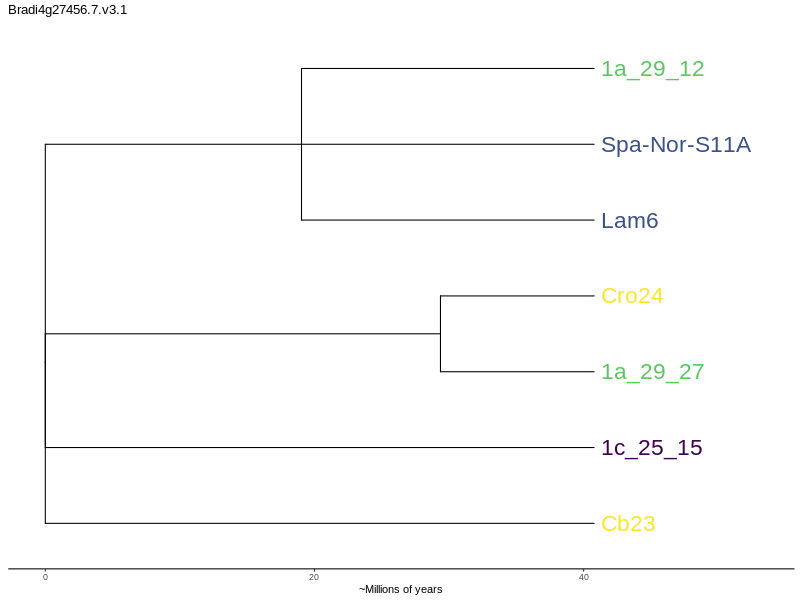 Bradi4g27456.7.v3.1
1a_29_12
Spa-Nor-S11A
Lam6
Cro24
1a_29_27
1c_25_15
Cb23
0 20 40
~Millions of years